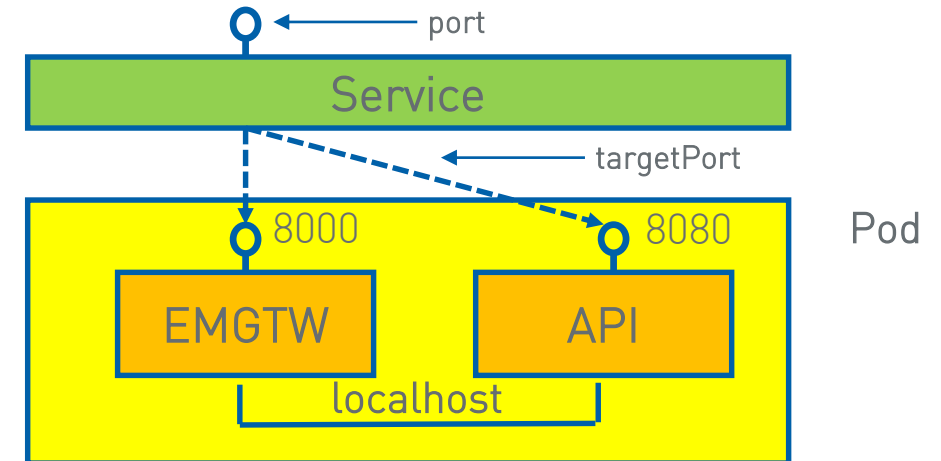 port
Service
targetPort
8000
8080
Pod
EMGTW
API
localhost